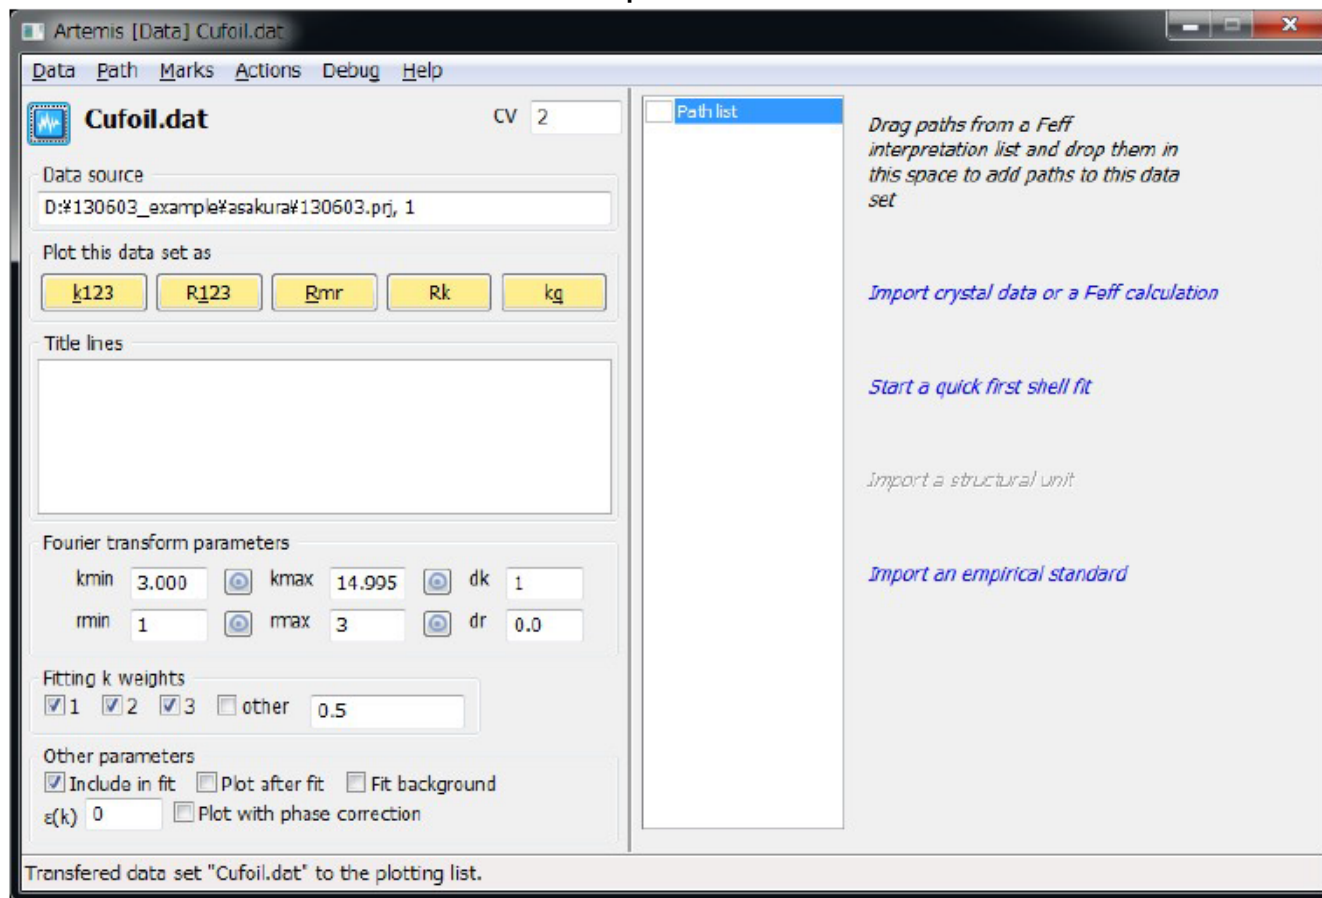 Artemis [Data] Cufoil.dat
Data Path Marks Actions Debug Help
Cufoil.dat
CV 2
Data source
D:¥130603_example¥asakura¥130603.prj, 1
Plot this data set as
k123 R123 Rmr Rk kq
Title lines
Fourier transform parameters
kmin 3.000 kmax 14.995 dk 1
rmin 1 rmax 3 dr 0.0
Fitting k weights
1 2 3 other 0.5
Other parameters
Include in fit Plot after fit Fit background
ε(k) 0 Plot with phase correction
Path list
Drag paths from a Feff
interpretation list and drop them in
this space to add paths to this data
set
Import crystal data or a Feff calculation
Start a quick first shell fit
Import a structural unit
Import an empirical standard
Transfered data set "Cufoil.dat" to the plotting list.